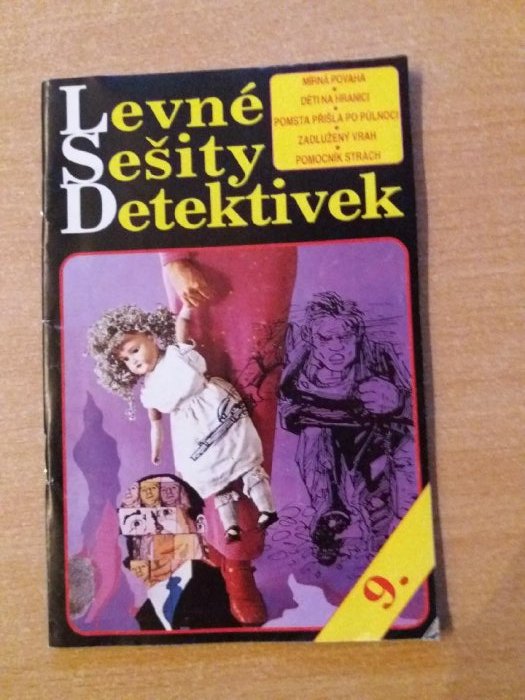 Levné
Sešity
Detektivek
MÍRNÁ POVAHA
•
DĚTI NA HRANICI
•
POMSTA PŘIŠLA PO PŮLNOCI
•
ZADLUŽENÝ VRAH
•
POMOCNÍK STRACH
9.